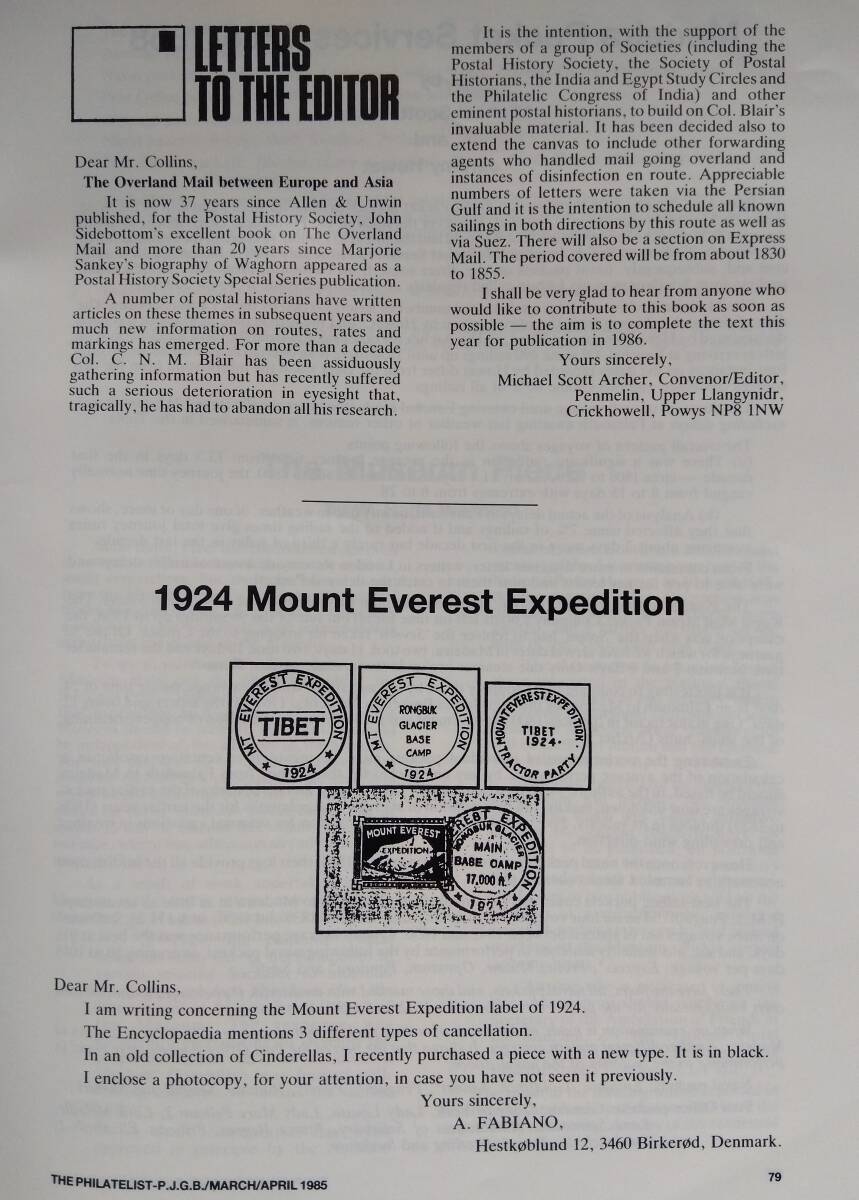 LETTERS
TO THE EDITOR
Dear Mr. Collins,
The Overland Mail between Europe and Asia
It is now 37 years since Allen & Unwin
published, for the Postal History Society, John
Sidebottom's excellent book on The Overland
Mail and more than 20 years since Marjorie
Sankey's biography of Waghorn appeared as a
Postal History Society Special Series publication.
A number of postal historians have written
articles on these themes in subsequent years and
much new information on routes, rates and
markings has emerged. For more than a decade
Col. C. N. M. Blair has been assiduously
gathering information but has recently suffered
such a serious deterioration in eyesight that,
tragically, he has had to abandon all his research.
It is the intention, with the support of the
members of a group of Societies (including the
Postal History Society, the Society of Postal
Historians, the India and Egypt Study Circles and
the Philatelic Congress of India) and other
eminent postal historians, to build on Col. Blair's
invaluable material. It has been decided also to
extend the canvas to include other forwarding
agents who handled mail going overland and
instances of disinfection en route. Appreciable
numbers of letters were taken via the Persian
Gulf and it is the intention to schedule all known
sailings in both directions by this route as well as
via Suez. There will also be a section on Express
Mail. The period covered will be from about 1830
to 1855.
I shall be very glad to hear from anyone who
would like to contribute to this book as soon as
possible — the aim is to complete the text this
year for publication in 1986.
Yours sincerely,
Michael Scott Archer, Convenor/Editor,
Penmelin, Upper Llangynidr,
Crickhowell, Powys NP8 1NW
1924 Mount Everest Expedition
MT EVEREST EXPEDITION
TIBET
★ 1924 ★
MT EVEREST EXPEDITION
RONGBUK
GLACIER
BASE
CAMP
★ 1924 ★
MOUNT EVEREST EXPEDITION.
TIBET
1924.
TRACTOR PARTY.
MOUNT EVEREST
EXPEDITION
EREST EXPEDITION
RONGBUK GLACIER
MAIN
BASE CAMP
17,000 ft.
★ 1924 ★
Dear Mr. Collins,
I am writing concerning the Mount Everest Expedition label of 1924.
The Encyclopaedia mentions 3 different types of cancellation.
In an old collection of Cinderellas, I recently purchased a piece with a new type. It is in black.
I enclose a photocopy, for your attention, in case you have not seen it previously.
Yours sincerely,
A. FABIANO,
Hestkøblund 12, 3460 Birkerød, Denmark.
THE PHILATELIST-P.J.G.B./MARCH/APRIL 1985
79